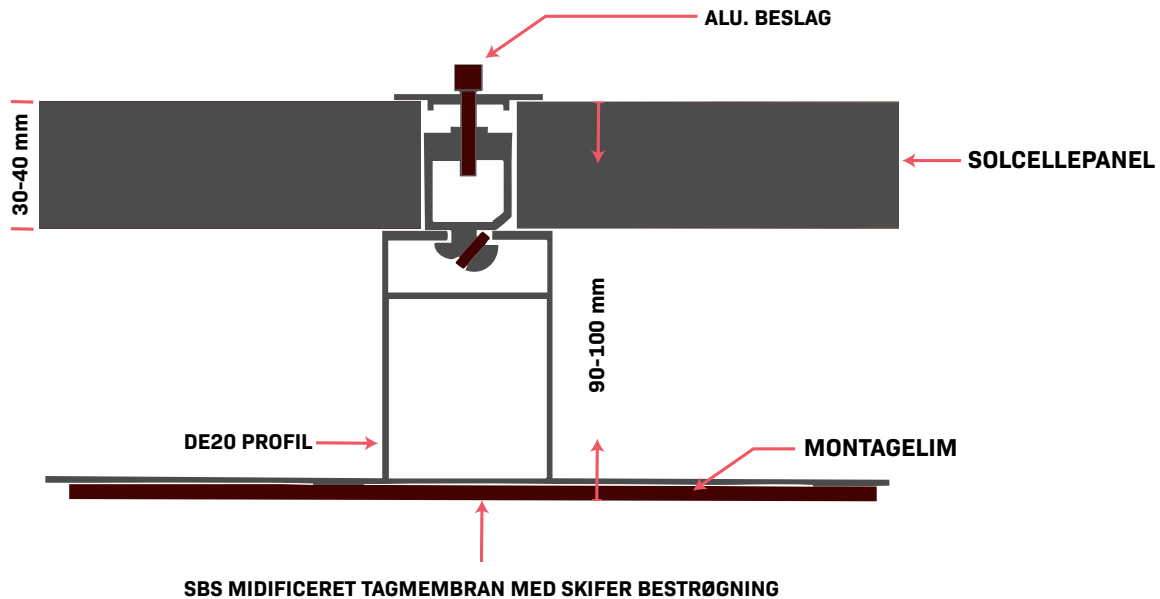 ALU. BESLAG
30-40 mm
SOLCELLEPANEL
90-100 mm
DE20 PROFIL
MONTAGELIM
SBS MIDIFICERET TAGMEMBRAN MED SKIFER BESTRØGNING